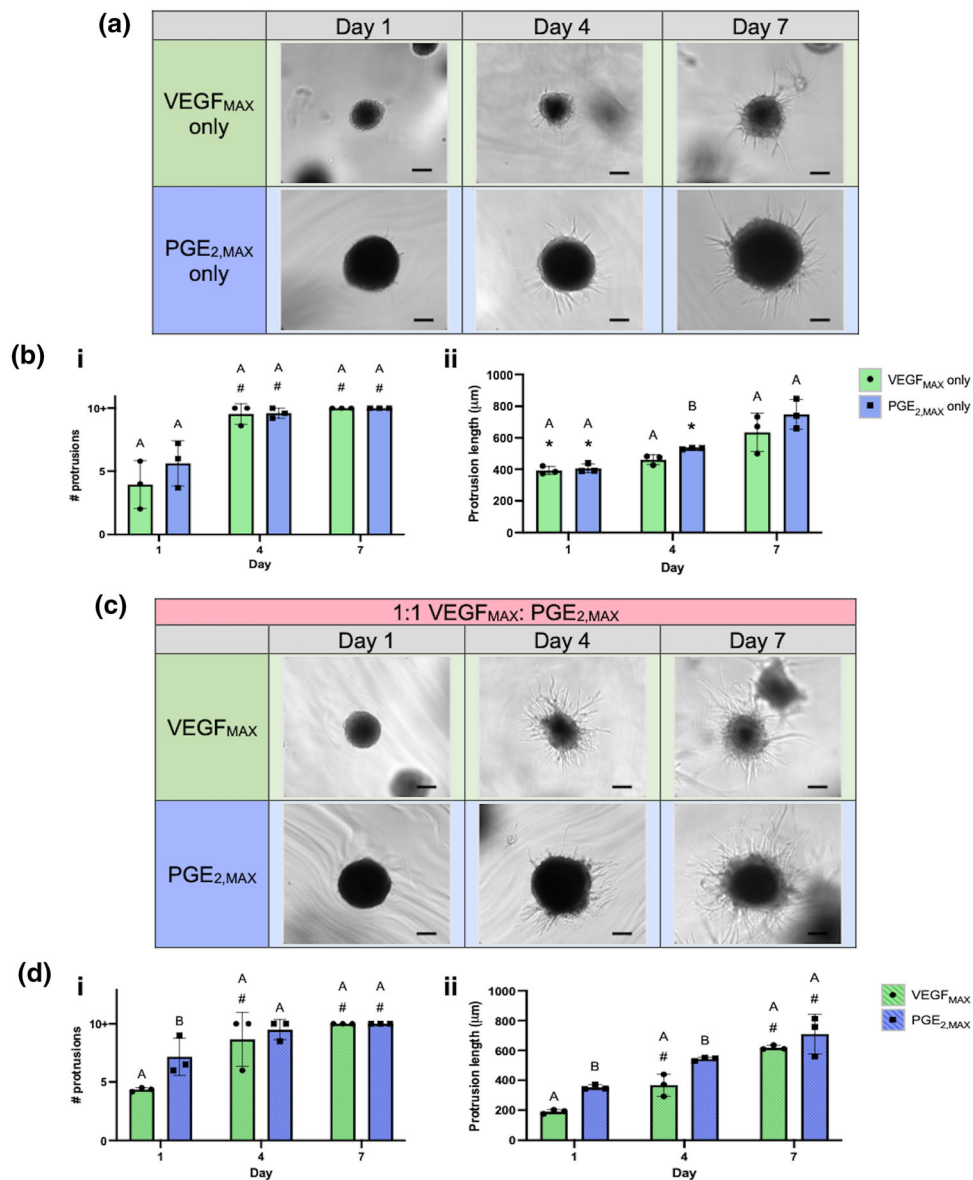 (a)
Day 1 Day 4 Day 7
VEGFMAX
only
PGE2,MAX
only
(b)
i
A A A # A # A # A #
10+
5
0
# protrusions
1 4 7
Day
ii
A * A * A B * A A
1000
800
600
400
200
0
Protrusion length (µm)
1 4 7
Day
VEGFMAX only
PGE2,MAX only
(c)
1:1 VEGFMAX: PGE2,MAX
Day 1 Day 4 Day 7
VEGFMAX
PGE2,MAX
(d)
i
A B A # A A # A #
10+
5
0
# protrusions
1 4 7
Day
ii
A B A # B A # A #
1000
800
600
400
200
0
Protrusion length (µm)
1 4 7
Day
VEGFMAX
PGE2,MAX